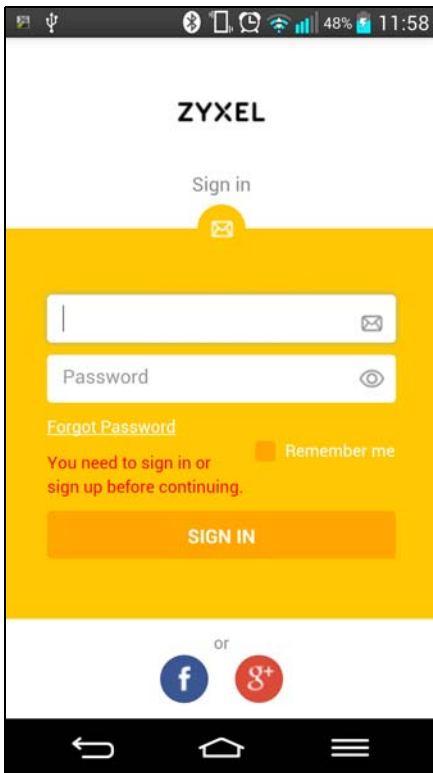 48% 11:58
ZYXEL
Sign in
Password
Forgot Password
Remember me
You need to sign in or
sign up before continuing.
SIGN IN
or
f g+